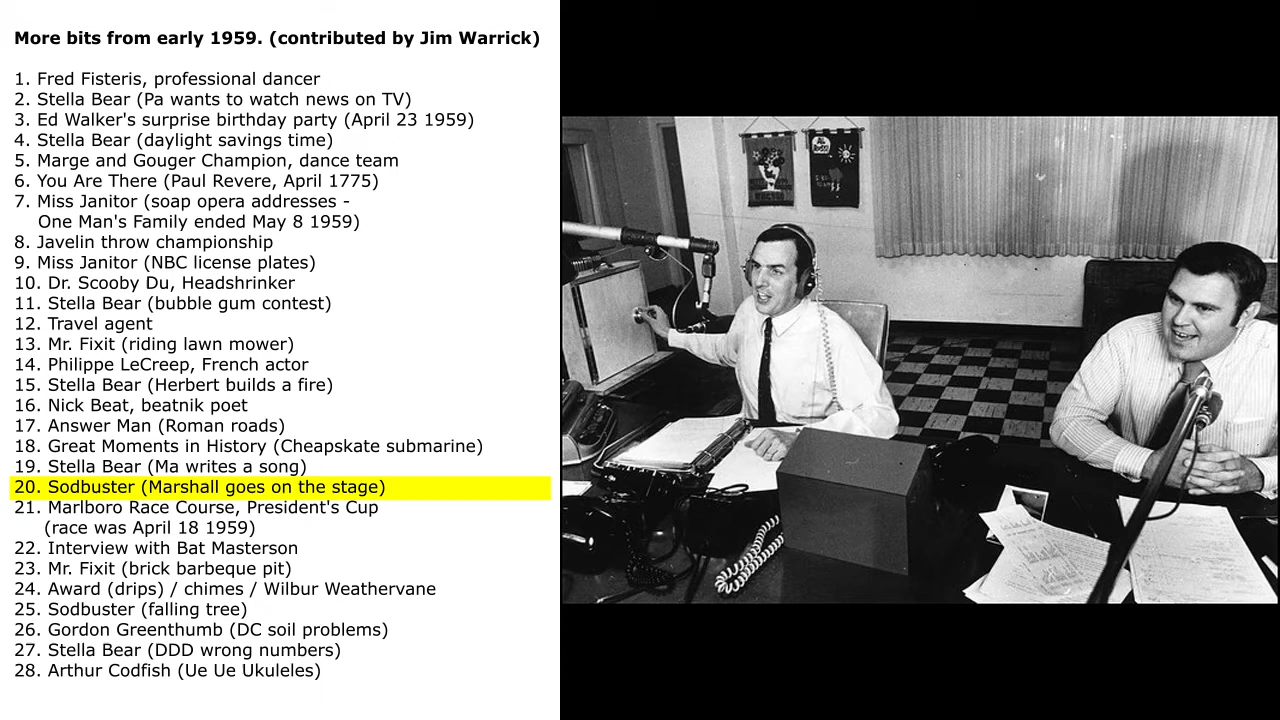 More bits from early 1959. (contributed by Jim Warrick)
1. Fred Fisteris, professional dancer
2. Stella Bear (Pa wants to watch news on TV)
3. Ed Walker's surprise birthday party (April 23 1959)
4. Stella Bear (daylight savings time)
5. Marge and Gouger Champion, dance team
6. You Are There (Paul Revere, April 1775)
7. Miss Janitor (soap opera addresses -
One Man's Family ended May 8 1959)
8. Javelin throw championship
9. Miss Janitor (NBC license plates)
10. Dr. Scooby Du, Headshrinker
11. Stella Bear (bubble gum contest)
12. Travel agent
13. Mr. Fixit (riding lawn mower)
14. Philippe LeCreep, French actor
15. Stella Bear (Herbert builds a fire)
16. Nick Beat, beatnik poet
17. Answer Man (Roman roads)
18. Great Moments in History (Cheapskate submarine)
19. Stella Bear (Ma writes a song)
20. Sodbuster (Marshall goes on the stage)
21. Marlboro Race Course, President's Cup
(race was April 18 1959)
22. Interview with Bat Masterson
23. Mr. Fixit (brick barbeque pit)
24. Award (drips) / chimes / Wilbur Weathervane
25. Sodbuster (falling tree)
26. Gordon Greenthumb (DC soil problems)
27. Stella Bear (DDD wrong numbers)
28. Arthur Codfish (Ue Ue Ukuleles)